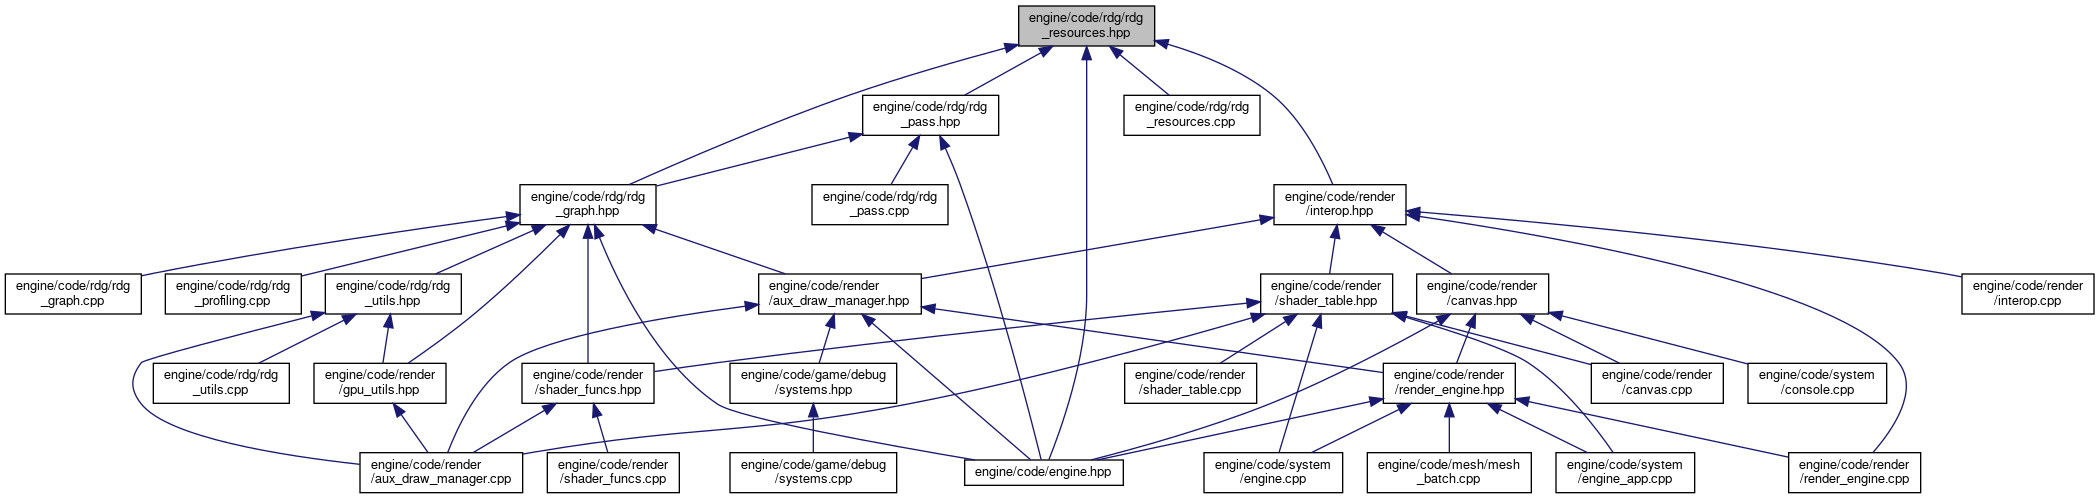 engine/code/rdg/rdg
_resources.hpp
engine/code/rdg/rdg
_pass.hpp
engine/code/rdg/rdg
_resources.cpp
engine/code/rdg/rdg
_graph.hpp
engine/code/rdg/rdg
_pass.cpp
engine/code/render
/interop.hpp
engine/code/rdg/rdg
_graph.cpp
engine/code/rdg/rdg
_profiling.cpp
engine/code/rdg/rdg
_utils.hpp
engine/code/render
/aux_draw_manager.hpp
engine/code/render
/shader_table.hpp
engine/code/render
/canvas.hpp
engine/code/render
/interop.cpp
engine/code/rdg/rdg
_utils.cpp
engine/code/render
/gpu_utils.hpp
engine/code/render
/shader_funcs.hpp
engine/code/game/debug
/systems.hpp
engine/code/render
/shader_table.cpp
engine/code/render
/render_engine.hpp
engine/code/render
/canvas.cpp
engine/code/system
/console.cpp
engine/code/render
/aux_draw_manager.cpp
engine/code/render
/shader_funcs.cpp
engine/code/game/debug
/systems.cpp
engine/code/engine.hpp
engine/code/system
/engine.cpp
engine/code/mesh/mesh
_batch.cpp
engine/code/system
/engine_app.cpp
engine/code/render
/render_engine.cpp